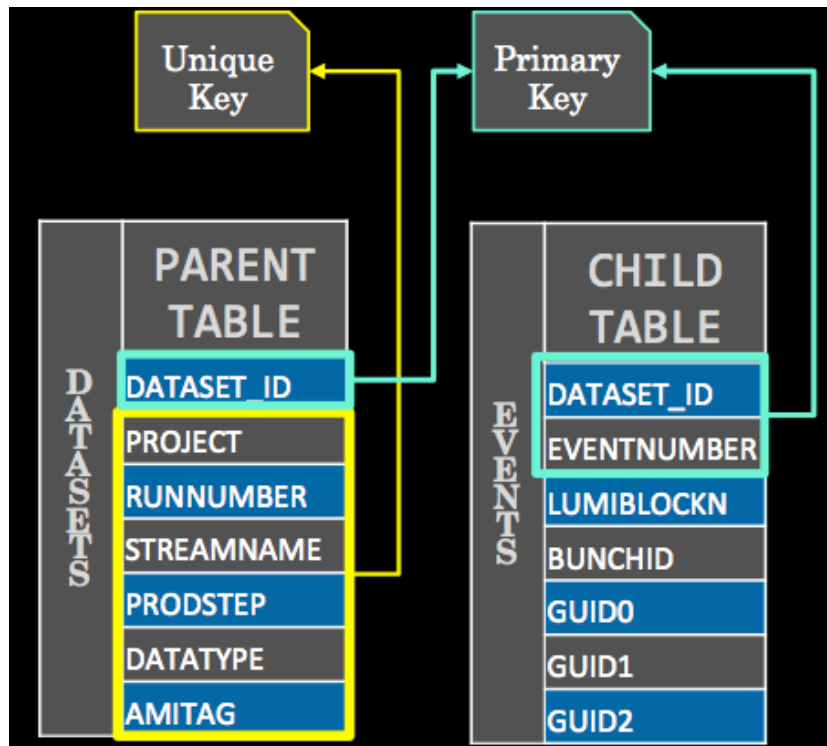 Unique
Key
Primary
Key
DATASETS
PARENT
TABLE
DATASET_ID
PROJECT
RUNNUMBER
STREAMNAME
PRODSTEP
DATATYPE
AMITAG
EVENTS
CHILD
TABLE
DATASET_ID
EVENTNUMBER
LUMIBLOCKN
BUNCHID
GUID0
GUID1
GUID2